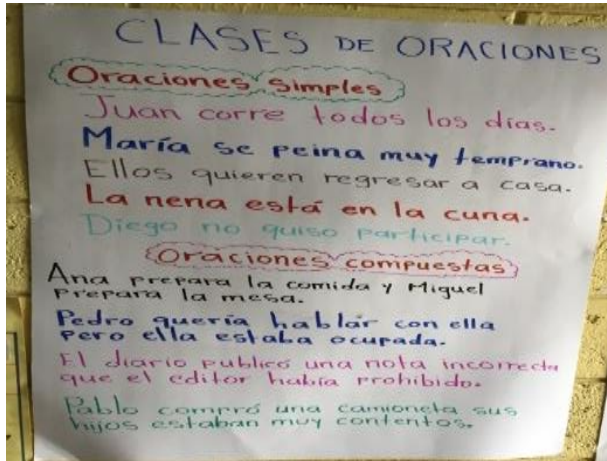 CLASES DE ORACIONES
Oraciones simples
Juan corre todos los días.
María se peina muy temprano.
Ellos quieren regresar a casa.
La nena está en la cuna.
Diego no quiso participar.
Oraciones compuestas
Ana prepara la comida y Miguel
prepara la mesa.
Pedro quería hablar con ella
pero ella estaba ocupada.
El diario publicó una nota incorrecta
que el editor había prohibido.
Pablo compró una camioneta sus
hijos estaban muy contentos.